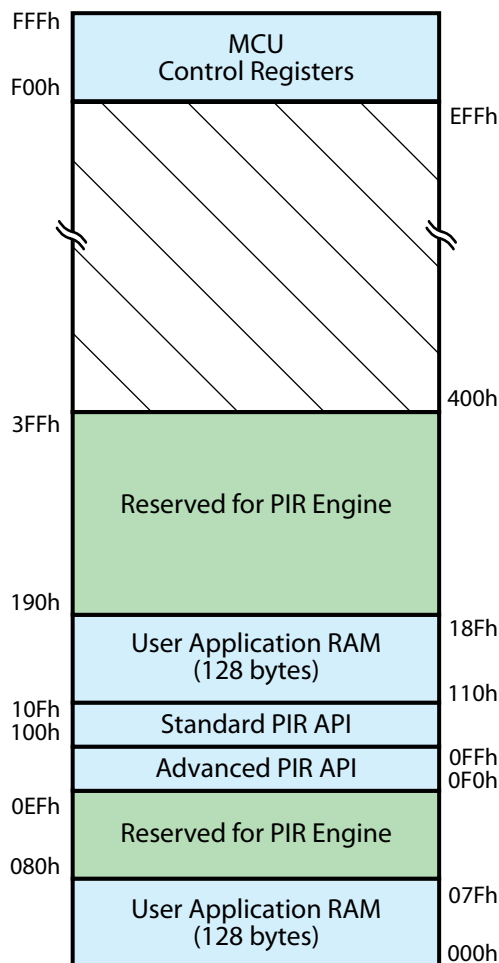 FFFh
MCU
Control Registers
F00h
EFFh
400h
3FFh
Reserved for PIR Engine
190h
18Fh
User Application RAM
(128 bytes)
110h
10Fh
100h
Standard PIR API
0FFh
Advanced PIR API
0F0h
0EFh
Reserved for PIR Engine
080h
07Fh
User Application RAM
(128 bytes)
000h